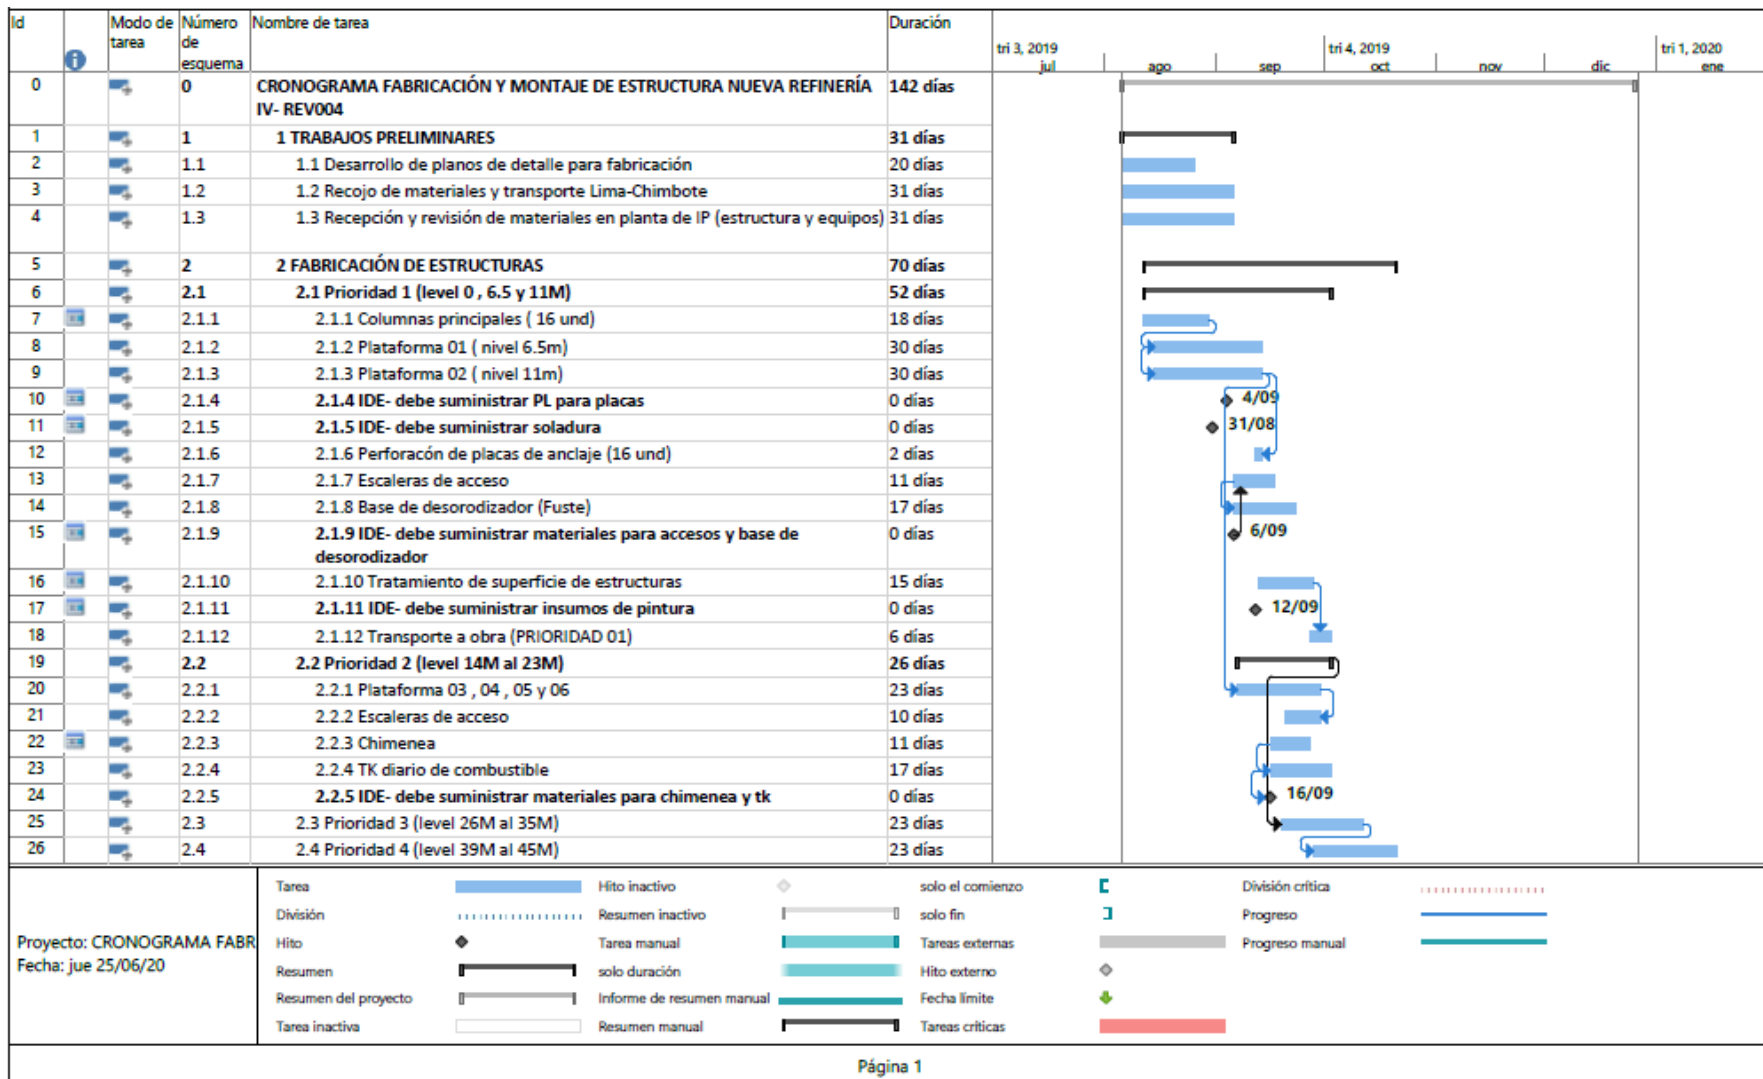 Id Modo de tarea Número de esquema Nombre de tarea Duración
tri 3, 2019 tri 4, 2019 tri 1, 2020
jul ago sep oct nov dic ene
0 0 CRONOGRAMA FABRICACIÓN Y MONTAJE DE ESTRUCTURA NUEVA REFINERÍA IV- REV004 142 días
1 1 1 TRABAJOS PRELIMINARES 31 días
2 1.1 1.1 Desarrollo de planos de detalle para fabricación 20 días
3 1.2 1.2 Recojo de materiales y transporte Lima-Chimbote 31 días
4 1.3 1.3 Recepción y revisión de materiales en planta de IP (estructura y equipos) 31 días
5 2 2 FABRICACIÓN DE ESTRUCTURAS 70 días
6 2.1 2.1 Prioridad 1 (level 0 , 6.5 y 11M) 52 días
7 2.1.1 2.1.1 Columnas principales ( 16 und) 18 días
8 2.1.2 2.1.2 Plataforma 01 ( nivel 6.5m) 30 días
9 2.1.3 2.1.3 Plataforma 02 ( nivel 11m) 30 días
10 2.1.4 2.1.4 IDE- debe suministrar PL para placas 0 días 4/09
11 2.1.5 2.1.5 IDE- debe suministrar soladura 0 días 31/08
12 2.1.6 2.1.6 Perforacón de placas de anclaje (16 und) 2 días
13 2.1.7 2.1.7 Escaleras de acceso 11 días
14 2.1.8 2.1.8 Base de desorodizador (Fuste) 17 días
15 2.1.9 2.1.9 IDE- debe suministrar materiales para accesos y base de desorodizador 0 días 6/09
16 2.1.10 2.1.10 Tratamiento de superficie de estructuras 15 días
17 2.1.11 2.1.11 IDE- debe suministrar insumos de pintura 0 días 12/09
18 2.1.12 2.1.12 Transporte a obra (PRIORIDAD 01) 6 días
19 2.2 2.2 Prioridad 2 (level 14M al 23M) 26 días
20 2.2.1 2.2.1 Plataforma 03 , 04 , 05 y 06 23 días
21 2.2.2 2.2.2 Escaleras de acceso 10 días
22 2.2.3 2.2.3 Chimenea 11 días
23 2.2.4 2.2.4 TK diario de combustible 17 días
24 2.2.5 2.2.5 IDE- debe suministrar materiales para chimenea y tk 0 días 16/09
25 2.3 2.3 Prioridad 3 (level 26M al 35M) 23 días
26 2.4 2.4 Prioridad 4 (level 39M al 45M) 23 días
Proyecto: CRONOGRAMA FABR
Fecha: jue 25/06/20
Tarea Hito inactivo solo el comienzo División crítica
División Resumen inactivo solo fin Progreso
Hito Tarea manual Tareas externas Progreso manual
Resumen solo duración Hito externo
Resumen del proyecto Informe de resumen manual Fecha límite
Tarea inactiva Resumen manual Tareas críticas
Página 1